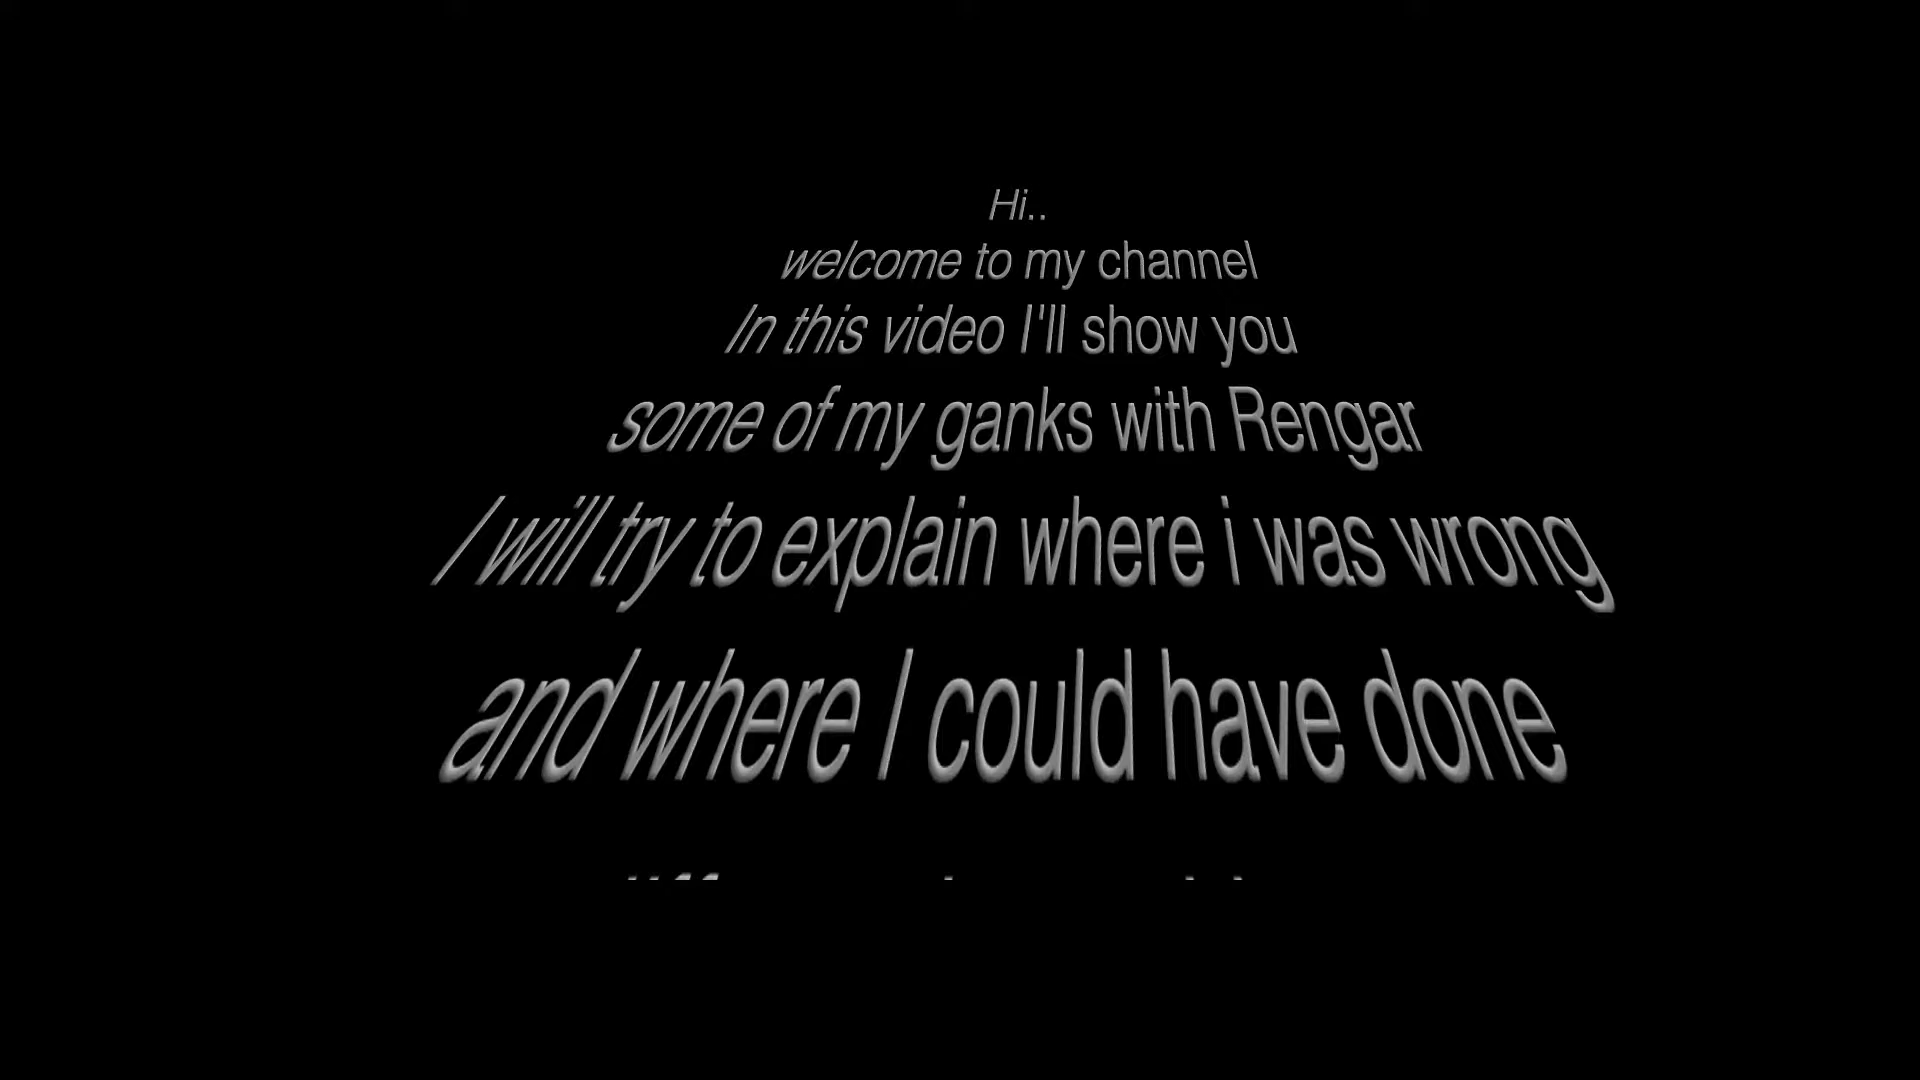 Hi..
welcome to my channel
In this video I'll show you
some of my ganks with Rengar
I will try to explain where i was wrong
and where I could have done